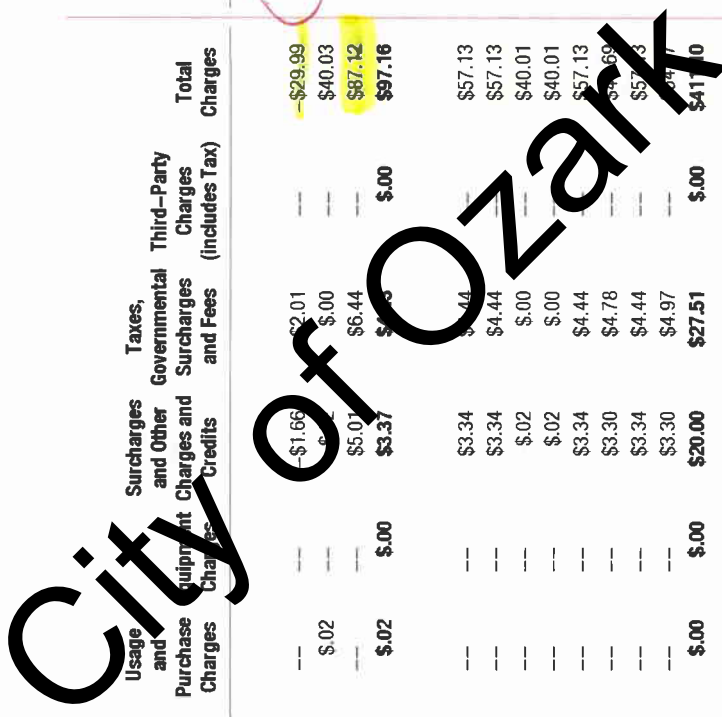 Usage Surcharges Taxes,
and and Other Governmental Third–Party
Purchase Charges and Surcharges Charges Total
Charges Charges Credits and Fees (includes Tax) Charges
-- -- –$1.66 -- –$29.99
$.02 -- $.00 -- $40.03
-- -- $5.01 $6.44 -- $87.12
$.02 $.00 $3.37 $.00 $97.16
-- -- $3.34 -- $57.13
-- -- $3.34 $4.44 -- $57.13
-- -- $.02 $.00 -- $40.01
-- -- $.02 $.00 -- $40.01
-- -- $3.34 $4.44 -- $57.13
-- -- $3.30 $4.78 --
-- -- $3.34 $4.44 --
-- -- $3.30 $4.97 --
$.00 $.00 $20.00 $27.51 $.00
City of Ozark